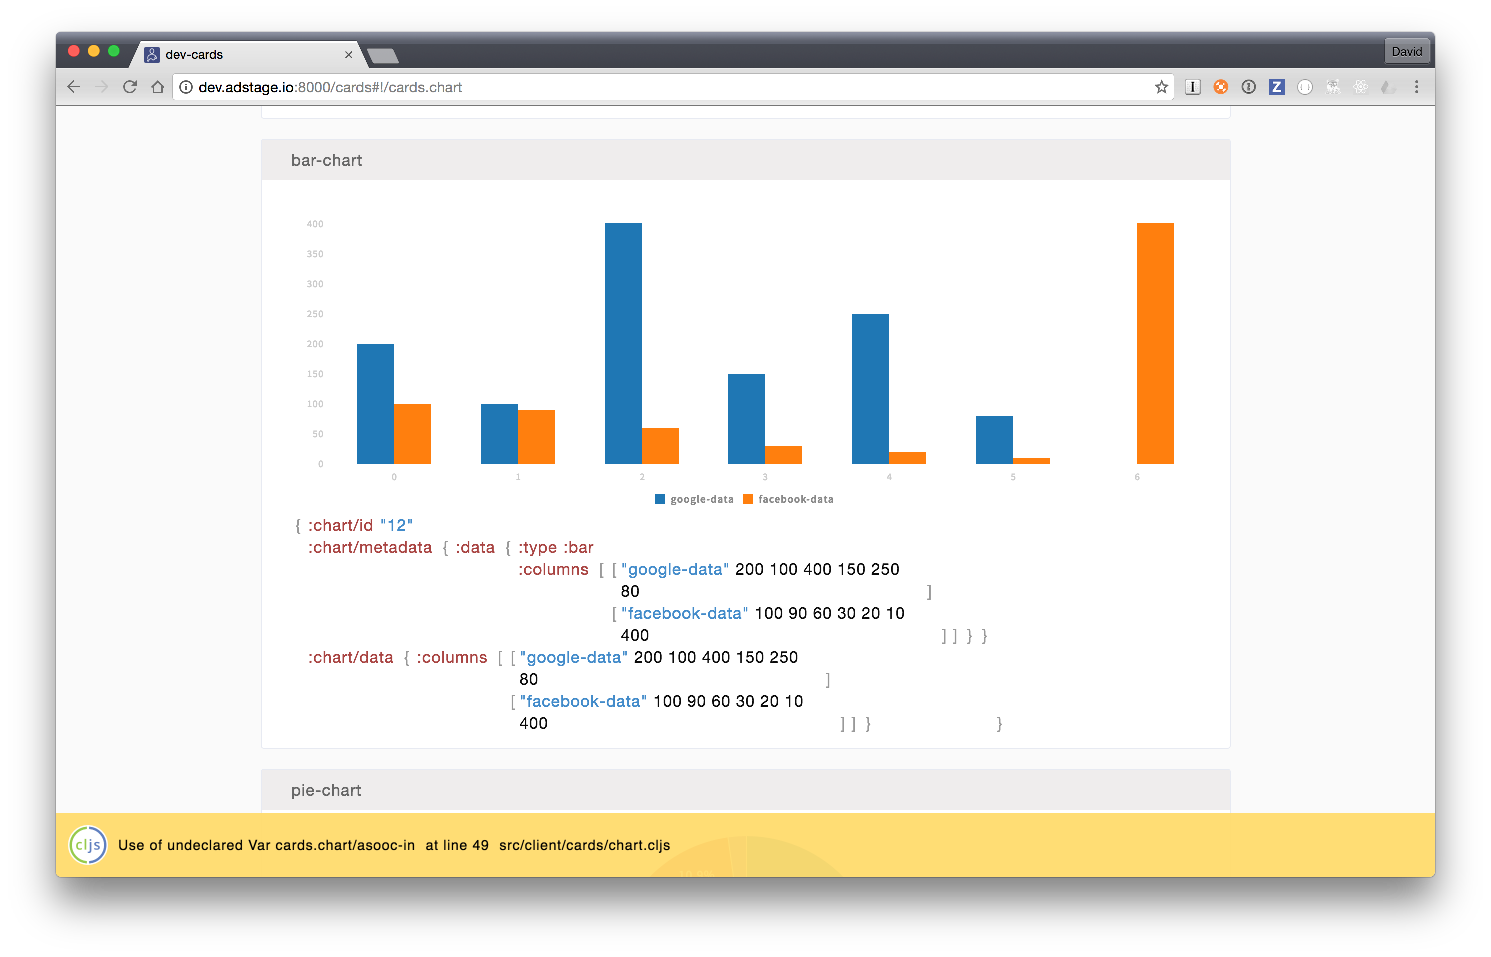 dev-cards
David
dev.adstage.io:8000/cards#!/cards.chart
I
Z
bar-chart
400
350
300
250
200
150
100
50
0
0 1 2 3 4 5 6
google-data facebook-data
{ :chart/id "12"
:chart/metadata { :data { :type :bar
:columns [ [ "google-data" 200 100 400 150 250
80 ]
[ "facebook-data" 100 90 60 30 20 10
400 ] ] } }
:chart/data { :columns [ [ "google-data" 200 100 400 150 250
80 ]
[ "facebook-data" 100 90 60 30 20 10
400 ] ] } }
pie-chart
cljs Use of undeclared Var cards.chart/asooc-in at line 49 src/client/cards/chart.cljs